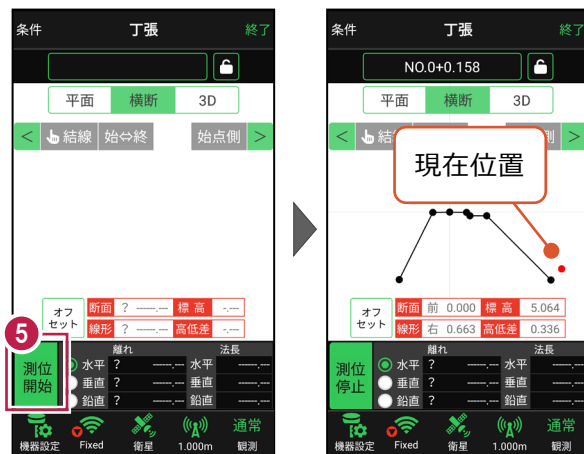 条件 丁張 終了
平面 横断 3D
< 結線 始⇔終 始点側 >
オフセット
断面 ? -----.--- 標高 -.---
線形 ? -----.--- 高低差 -.---
5
測位開始
離れ 法長
水平 ? -----.--- 水平 -----.---
垂直 ? -----.--- 垂直 -----.---
鉛直 ? -----.--- 鉛直 -----.---
機器設定 Fixed 衛星 1.000m 通常
観測
条件 丁張 終了
NO.0+0.158
平面 横断 3D
< 結 側 >
現在位置
オフセット
断面 前 0.000 標高 5.064
線形 右 0.663 高低差 0.336
測位停止
離れ 法長
水平 ? -----.--- 水平 -----.---
垂直 ? -----.--- 垂直 -----.---
鉛直 ? -----.--- 鉛直 -----.---
機器設定 Fixed 衛星 1.000m 通常
観測